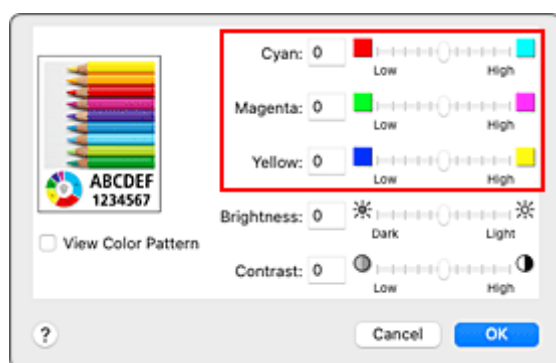 Cyan: 0
Low High
Magenta: 0
Low High
Yellow: 0
Low High
ABCDEF
1234567
View Color Pattern
Brightness: 0
Dark Light
Contrast: 0
Low High
? Cancel OK